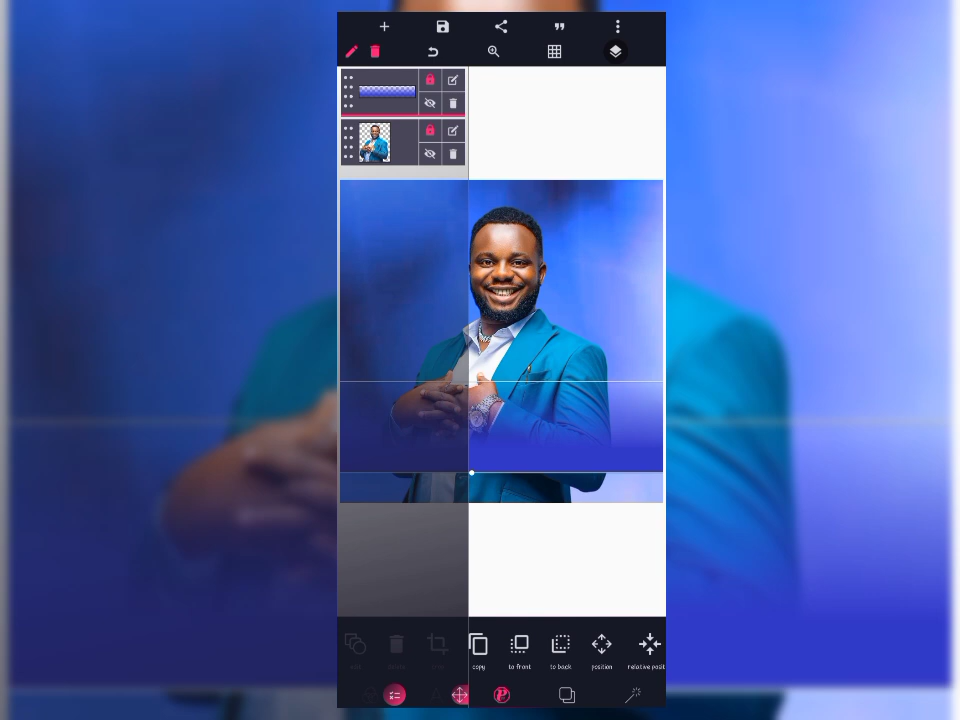 copy
to front
to back
position
relative posit